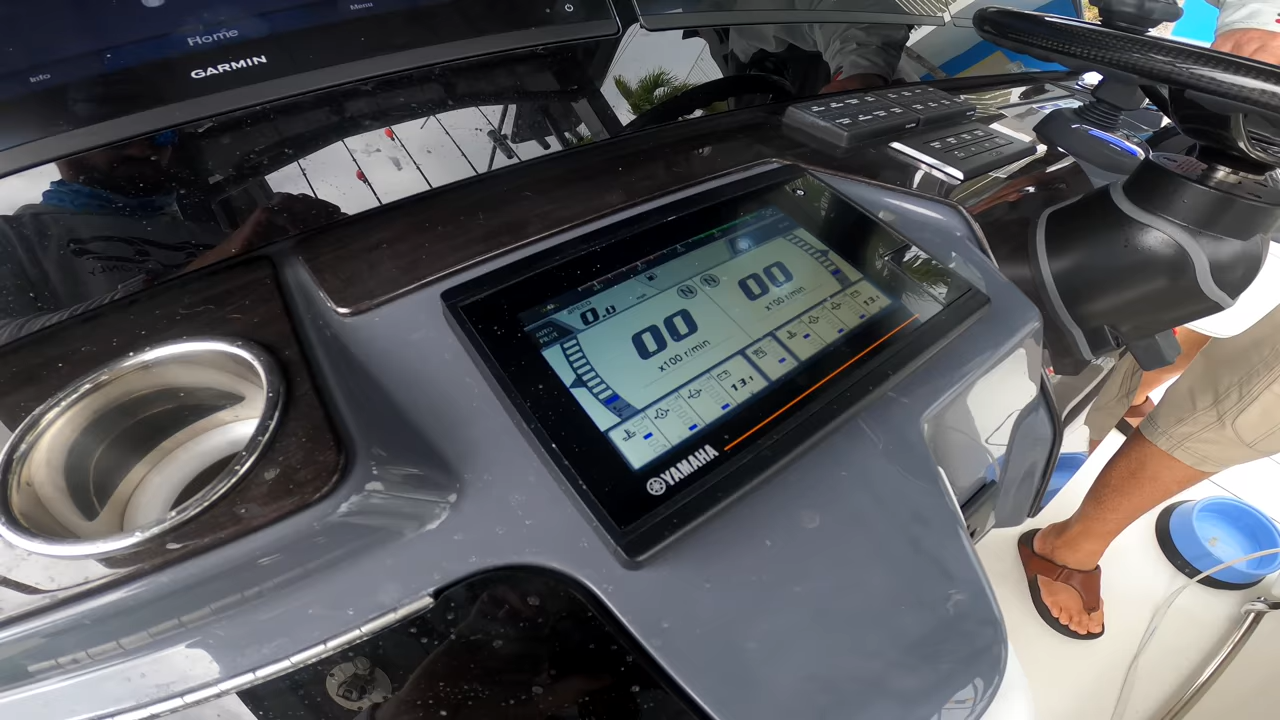 Menu
Home
Info
GARMIN
SPEED
0.0
N N
AUTO
PILOT
00
x100 r/min
00
x100 r/min
13.1
13.1
YAMAHA